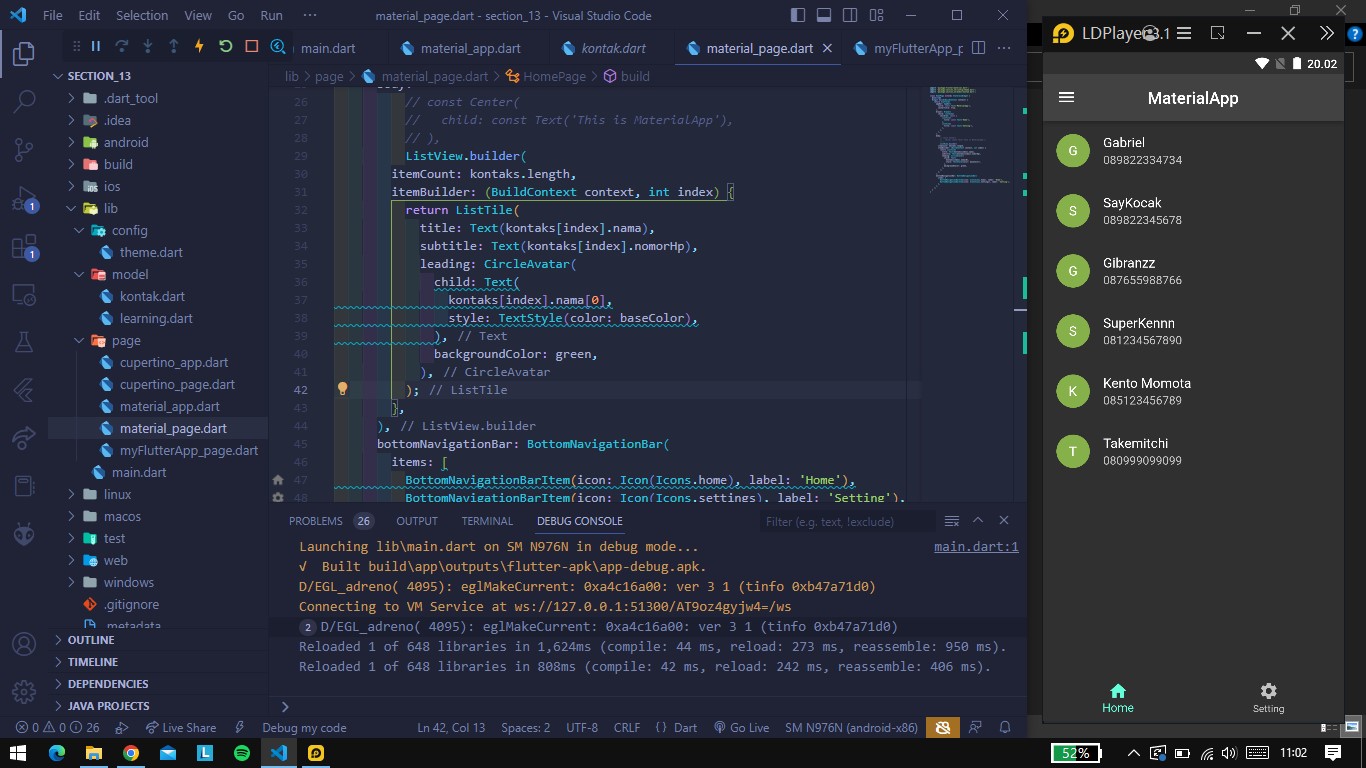 File Edit Selection View Go Run ··· material_page.dart - section_13 - Visual Studio Code
main.dart material_app.dart kontak.dart material_page.dart myFlutterApp_p
lib > page > material_page.dart > HomePage > build
SECTION_13
.dart_tool
.idea
android
build
ios
lib
config
theme.dart
model
kontak.dart
learning.dart
page
cupertino_app.dart
cupertino_page.dart
material_app.dart
material_page.dart
myFlutterApp_page.dart
main.dart
linux
macos
test
web
windows
.gitignore
.metadata
OUTLINE
TIMELINE
DEPENDENCIES
JAVA PROJECTS
1
1
26 // const Center(
27 //   child: const Text('This is MaterialApp'),
28 // ),
29 ListView.builder(
30 itemCount: kontaks.length,
31 itemBuilder: (BuildContext context, int index) {
32 return ListTile(
33 title: Text(kontaks[index].nama),
34 subtitle: Text(kontaks[index].nomorHp),
35 leading: CircleAvatar(
36 child: Text(
37 kontaks[index].nama[0],
38 style: TextStyle(color: baseColor),
39 ), // Text
40 backgroundColor: green,
41 ), // CircleAvatar
42 ); // ListTile
43 },
44 ), // ListView.builder
45 bottomNavigationBar: BottomNavigationBar(
46 items: [
47 BottomNavigationBarItem(icon: Icon(Icons.home), label: 'Home'),
48 BottomNavigationBarItem(icon: Icon(Icons.settings), label: 'Setting'),
PROBLEMS 26 OUTPUT TERMINAL DEBUG CONSOLE Filter (e.g. text, !exclude)
Launching lib\main.dart on SM N976N in debug mode... main.dart:1
√  Built build\app\outputs\flutter-apk\app-debug.apk.
D/EGL_adreno( 4095): eglMakeCurrent: 0xa4c16a00: ver 3 1 (tinfo 0xb47a71d0)
Connecting to VM Service at ws://127.0.0.1:51300/AT9oz4gyjw4=/ws
2 D/EGL_adreno( 4095): eglMakeCurrent: 0xa4c16a00: ver 3 1 (tinfo 0xb47a71d0)
Reloaded 1 of 648 libraries in 1,624ms (compile: 44 ms, reload: 273 ms, reassemble: 950 ms).
Reloaded 1 of 648 libraries in 808ms (compile: 42 ms, reload: 242 ms, reassemble: 406 ms).
0 0 26 Live Share Debug my code Ln 42, Col 13 Spaces: 2 UTF-8 CRLF { } Dart Go Live SM N976N (android-x86)
LDPlayer 3.1
20.02
MaterialApp
G Gabriel
089822334734
S SayKocak
089822345678
G Gibranzz
087655988766
S SuperKennn
081234567890
K Kento Momota
085123456789
T Takemitchi
080999099099
Home Setting
L 52% 11:02